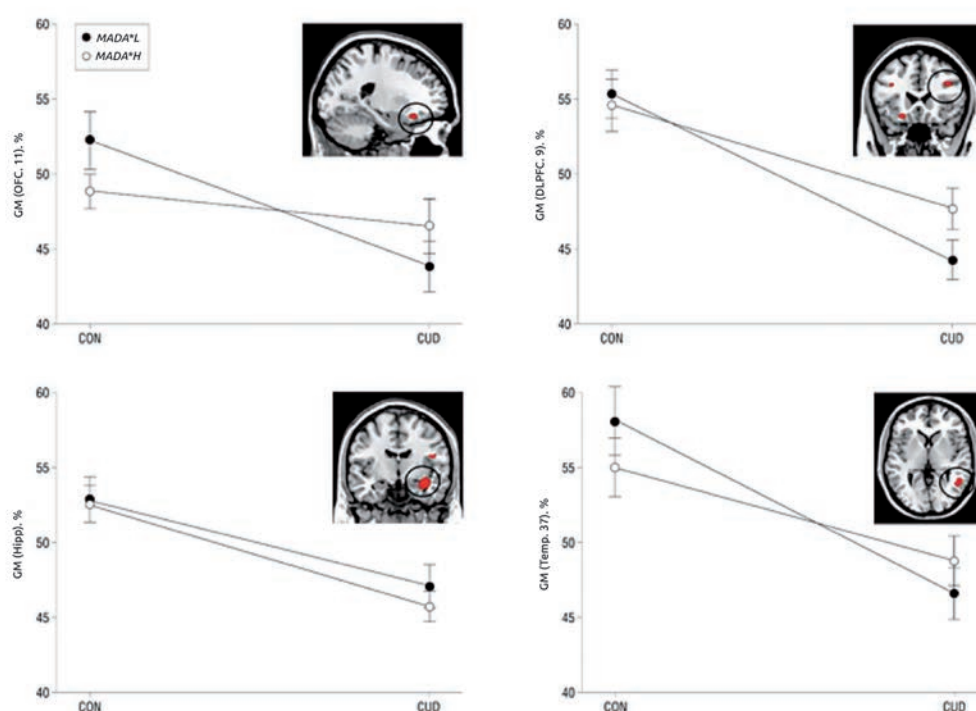 60
55
50
45
40
MADA*L
MADA*H
GM (OFC. 11). %
CON
CUD
60
55
50
45
40
GM (DLPFC. 9). %
CON
CUD
60
55
50
45
40
GM (Hipp). %
CON
CUD
60
55
50
45
40
GM (Temp. 37). %
CON
CUD